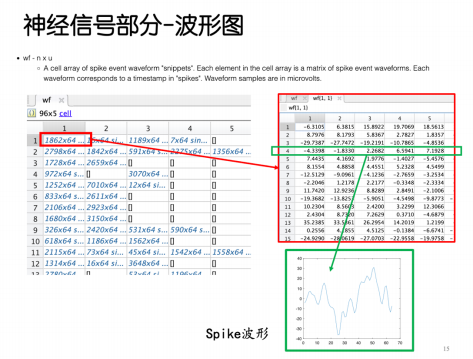 神经信号部分-波形图
• wf - n x u
○ A cell array of spike event waveform "snippets". Each element in the cell array is a matrix of spike event waveforms. Each
waveform corresponds to a timestamp in "spikes". Waveform samples are in microvolts.
wf
96x5 cell
1 2 3 4 5
1 1862x64 ... 1189... 7x64 sin... []
2 2798x64 ... 1842x64 ... 591x64 s... 2275x64 ... 1356x64 ...
3 1728x64 ... 2659x64 ... [] [] []
4 972x64 s... [] 3070x64 ... [] []
5 1252x64 ... 7010x64 ... 12x64 si... [] []
6 833x64 s... 2611x64 ... [] [] []
7 2106x64 ... 2923x64 ... [] [] []
8 1680x64 ... 3150x64 ... [] [] []
9 326x64 s... 2420x64 ... 531x64 s... 590x64 s... []
10 618x64 s... 1186x64 ... 1562x64 ... [] []
11 2115x64 ... 73x64 si... 45x64 si... 1542x64 ... 1558x64 ...
12 1314x64 ... 16x64 si... 3648x64 ... [] []
wf wf{1, 1}
wf{1, 1}
1 2 3 4 5
1 -6.3105 6.3815 15.8922 19.7069 18.5613
2 8.7976 8.1793 5.8367 2.7827 1.8357
3 -29.7387 -27.7472 -19.2191 -10.7865 -4.8536
4 -4.3398 -1.8330 2.2682 6.5941 7.1928
5 7.4435 4.1692 1.9776 -1.4027 -5.4576
6 8.1554 4.8858 4.4551 5.2328 4.5499
7 -12.5129 -9.0961 -4.1236 -2.7659 -3.2534
8 -2.2046 1.2178 2.2177 -0.3348 -2.3334
9 11.7420 12.9236 8.8289 2.8491 -2.1006
10 -19.3682 -13.825... -5.9051 -4.5498 -9.8773
11 10.2304 8.5603 2.4200 3.2299 12.3066
12 2.4304 8.7320 7.2629 0.3710 -4.6879
13 35.2385 33.5361 26.2954 14.2019 2.1199
14 0.2556 4.1855 4.5125 -0.1384 -6.6741
15 -24.9290 -28.0619 -27.0703 -22.9558 -19.9758
40
30
20
10
0
-10
-20
-30
-40
0 10 20 30 40 50 60 70
Spike波形
15